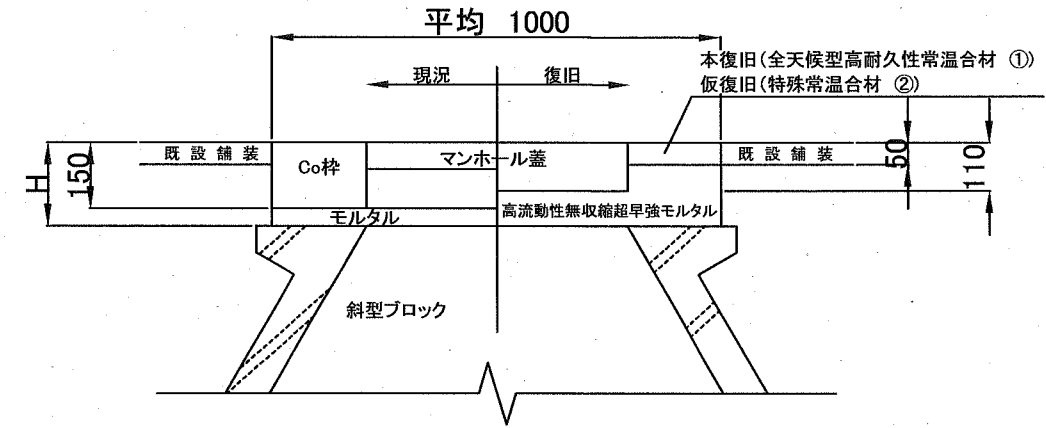 平均 1000
本復旧(全天候型高耐久性常温合材 ①)
仮復旧(特殊常温合材 ②)
現況
復旧
既設舗装
Co枠
マンホール蓋
既設舗装
50
110
H
150
モルタル
高流動性無収縮超早強モルタル
斜型ブロック